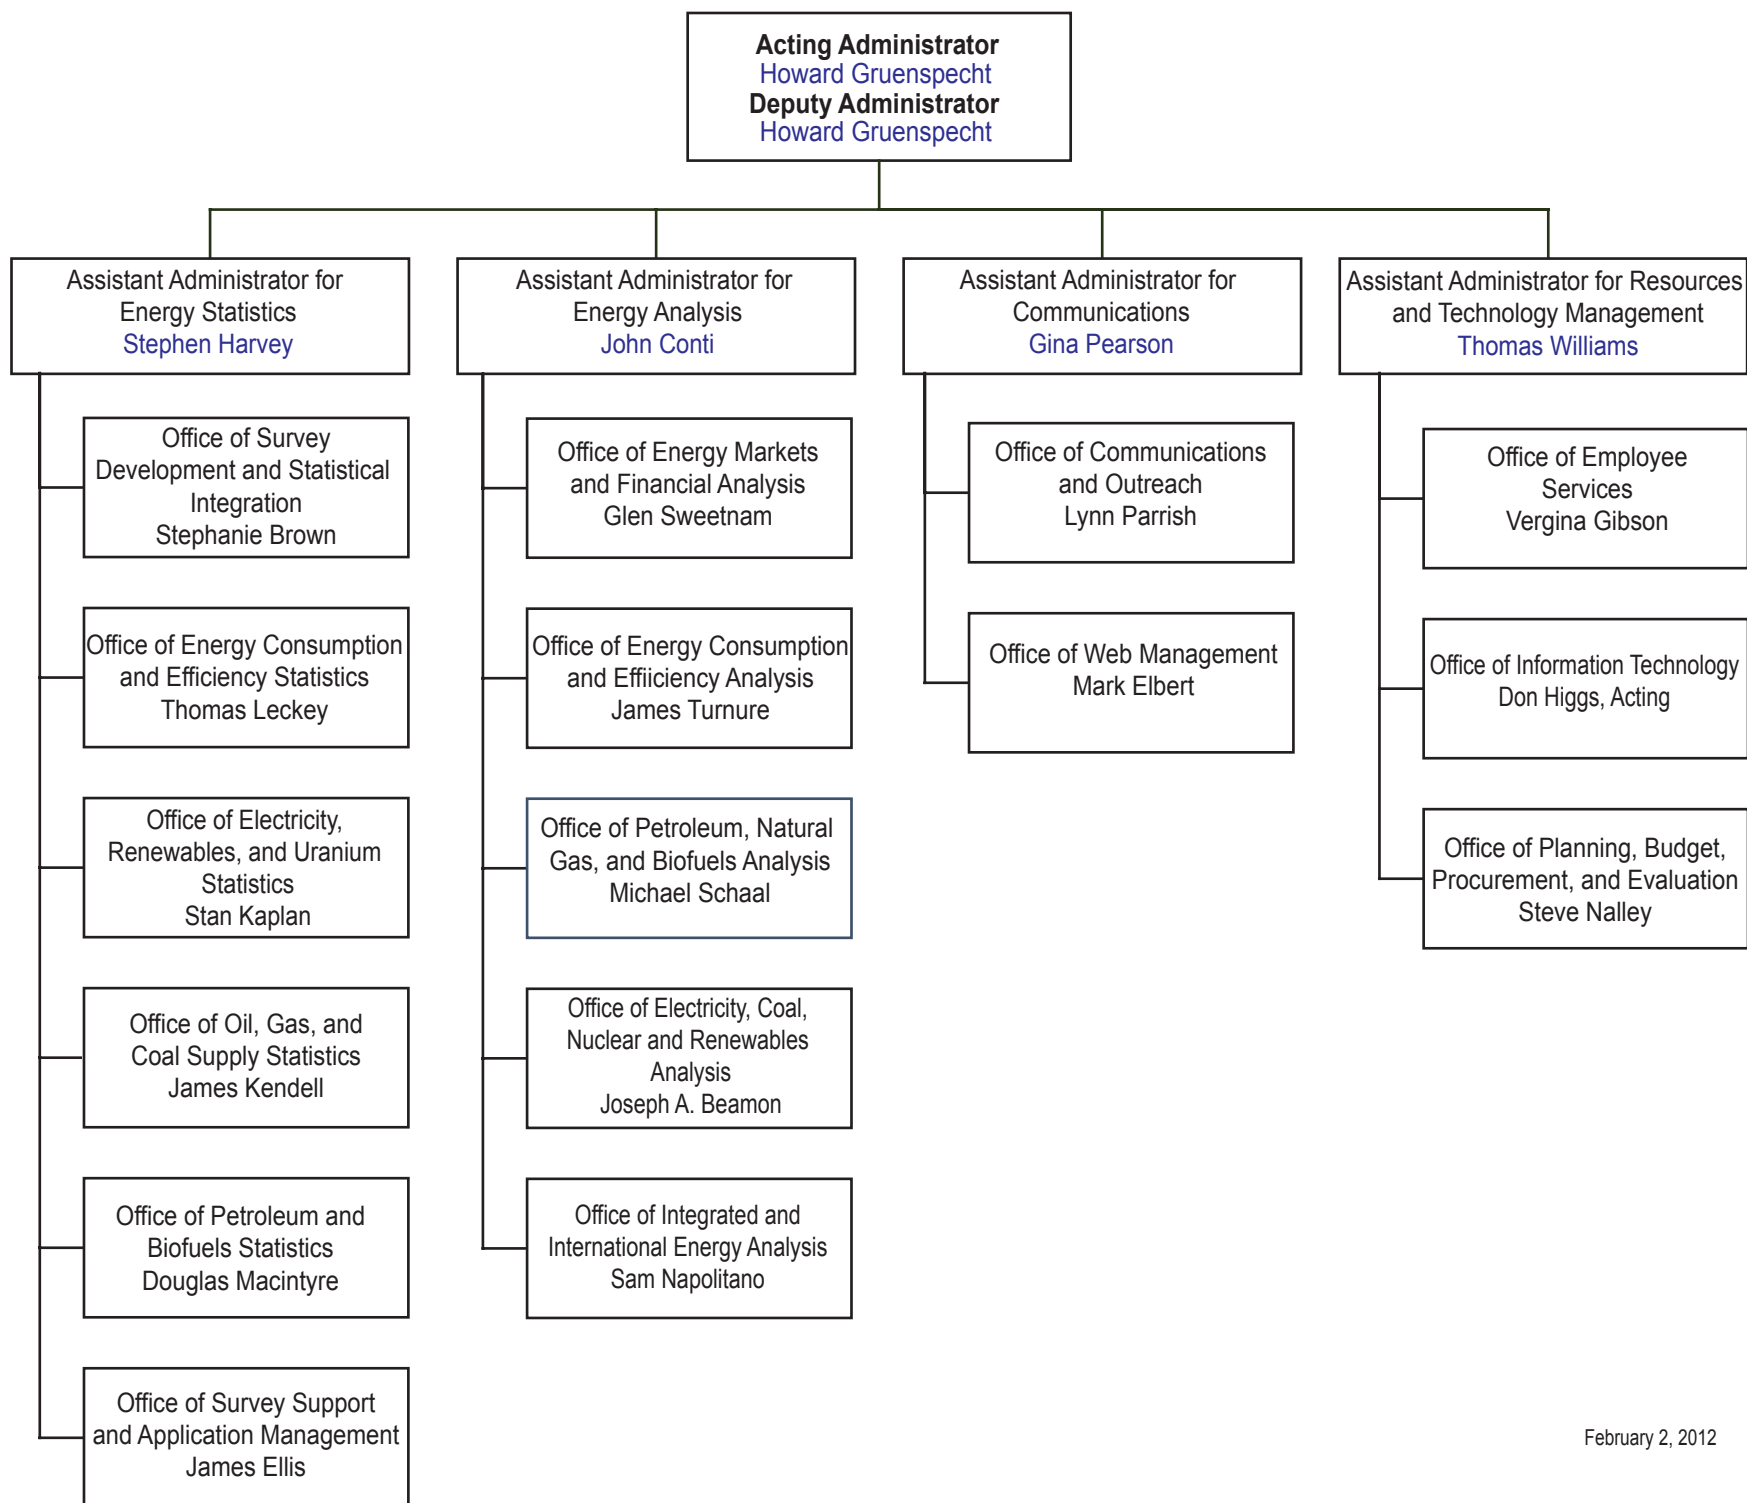 Acting Administrator
Howard Gruenspecht
Deputy Administrator
Howard Gruenspecht
Assistant Administrator for
Energy Statistics
Stephen Harvey
Assistant Administrator for
Energy Analysis
John Conti
Assistant Administrator for
Communications
Gina Pearson
Assistant Administrator for Resources
and Technology Management
Thomas Williams
Office of Survey
Development and Statistical
Integration
Stephanie Brown
Office of Energy Consumption
and Efficiency Statistics
Thomas Leckey
Office of Electricity,
Renewables, and Uranium
Statistics
Stan Kaplan
Office of Oil, Gas, and
Coal Supply Statistics
James Kendell
Office of Petroleum and
Biofuels Statistics
Douglas Macintyre
Office of Survey Support
and Application Management
James Ellis
Office of Energy Markets
and Financial Analysis
Glen Sweetnam
Office of Energy Consumption
and Effiiciency Analysis
James Turnure
Office of Petroleum, Natural
Gas, and Biofuels Analysis
Michael Schaal
Office of Electricity, Coal,
Nuclear and Renewables
Analysis
Joseph A. Beamon
Office of Integrated and
International Energy Analysis
Sam Napolitano
Office of Communications
and Outreach
Lynn Parrish
Office of Web Management
Mark Elbert
Office of Employee
Services
Vergina Gibson
Office of Information Technology
Don Higgs, Acting
Office of Planning, Budget,
Procurement, and Evaluation
Steve Nalley
February 2, 2012